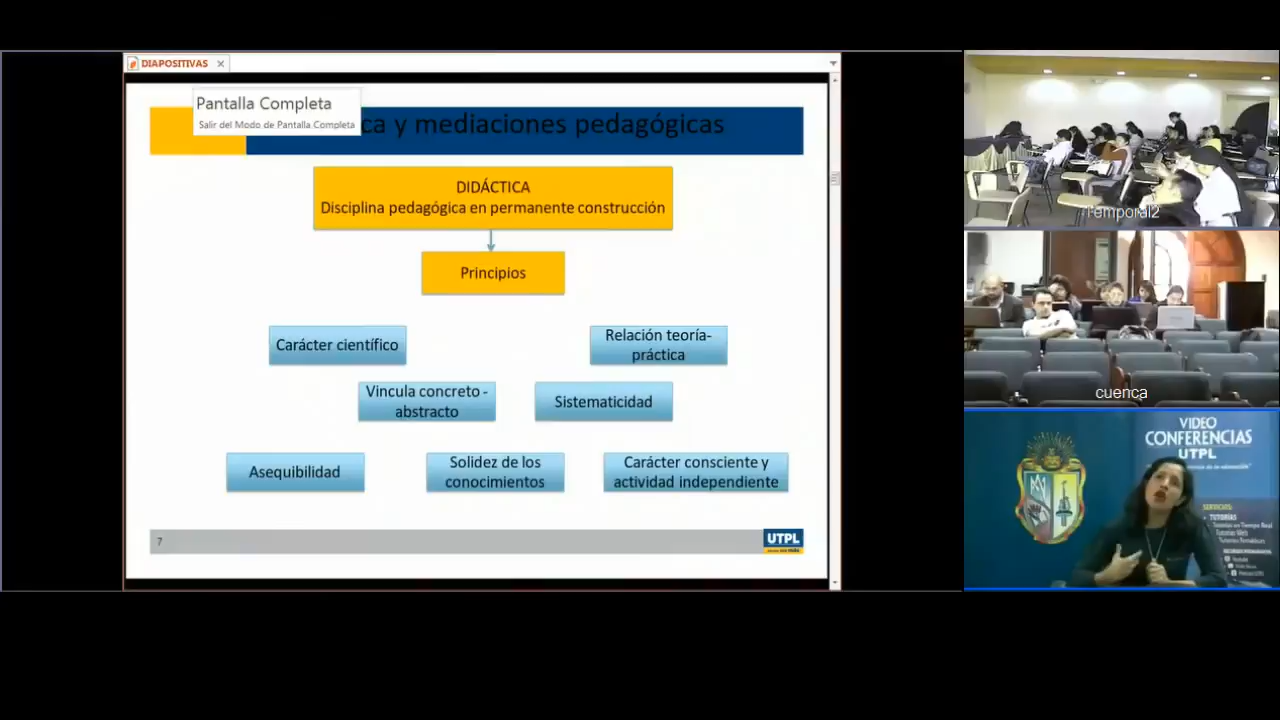 DIAPOSITIVAS
Pantalla Completa
Salir del Modo de Pantalla Completa
ca y mediaciones pedagógicas
DIDÁCTICA
Disciplina pedagógica en permanente construcción
Principios
Carácter científico
Relación teoría-
práctica
Vincula concreto -
abstracto
Sistematicidad
Asequibilidad
Solidez de los
conocimientos
Carácter consciente y
actividad independiente
7
UTPL
Temporal2
cuenca
VIDEO
CONFERENCIAS
UTPL
SERVICIOS:
TUTORÍAS